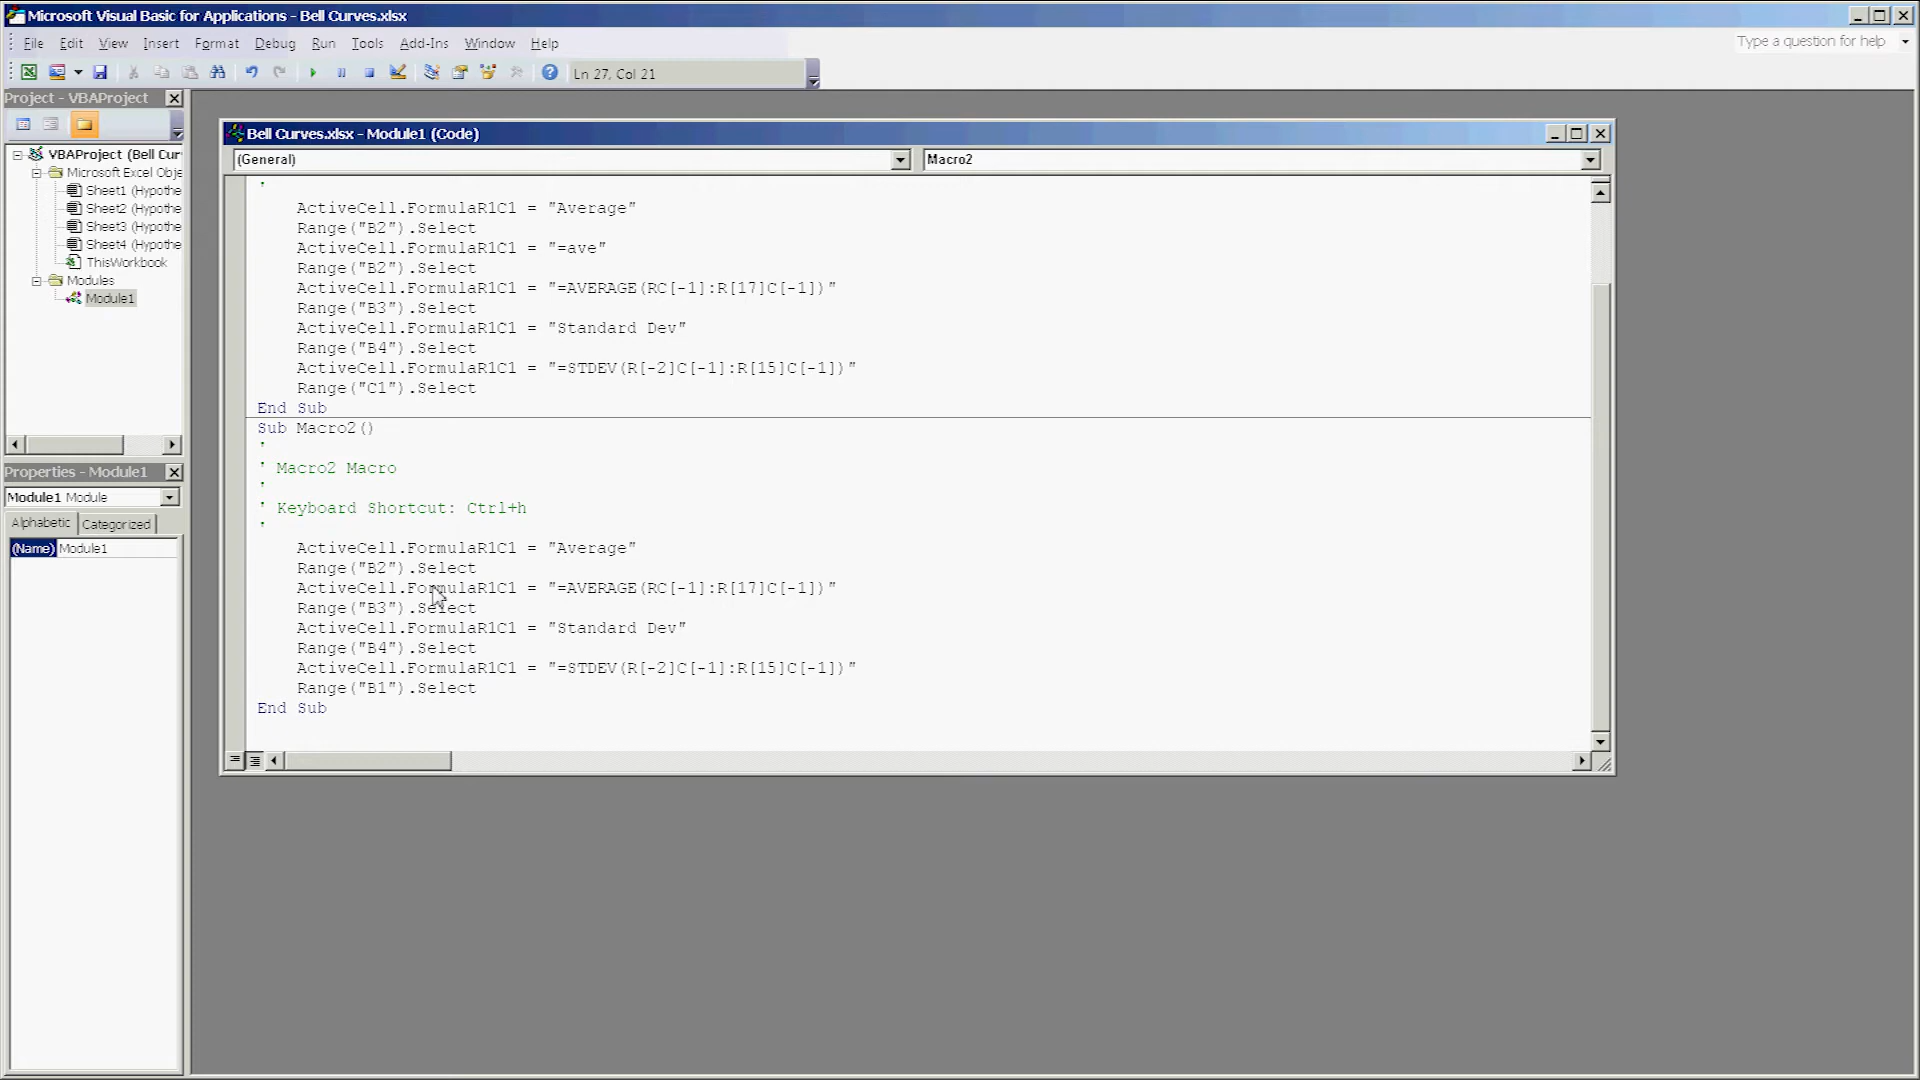 Microsoft Visual Basic for Applications - Bell Curves.xlsx
File Edit View Insert Format Debug Run Tools Add-Ins Window Help
Type a question for help
Ln 27, Col 21
Project - VBAProject
VBAProject (Bell Cur
Microsoft Excel Obje
Sheet1 (Hypothe
Sheet2 (Hypothe
Sheet3 (Hypothe
Sheet4 (Hypothe
ThisWorkbook
Modules
Module1
Properties - Module1
Module1 Module
Alphabetic Categorized
(Name) Module1
Bell Curves.xlsx - Module1 (Code)
(General) Macro2
'
ActiveCell.FormulaR1C1 = "Average"
Range("B2").Select
ActiveCell.FormulaR1C1 = "=ave"
Range("B2").Select
ActiveCell.FormulaR1C1 = "=AVERAGE(RC[-1]:R[17]C[-1])"
Range("B3").Select
ActiveCell.FormulaR1C1 = "Standard Dev"
Range("B4").Select
ActiveCell.FormulaR1C1 = "=STDEV(R[-2]C[-1]:R[15]C[-1])"
Range("C1").Select
End Sub
Sub Macro2()
'
' Macro2 Macro
'
' Keyboard Shortcut: Ctrl+h
'
ActiveCell.FormulaR1C1 = "Average"
Range("B2").Select
ActiveCell.FormulaR1C1 = "=AVERAGE(RC[-1]:R[17]C[-1])"
Range("B3").Select
ActiveCell.FormulaR1C1 = "Standard Dev"
Range("B4").Select
ActiveCell.FormulaR1C1 = "=STDEV(R[-2]C[-1]:R[15]C[-1])"
Range("B1").Select
End Sub